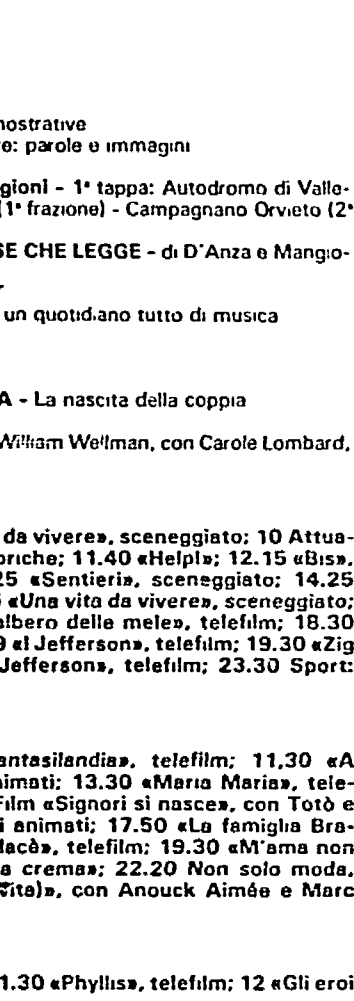 nostrative
e: parole e immagini
gioni - 1ª tappa: Autodromo di Valle-
(1ª frazione) - Campagnano Orvieto (2ª
SE CHE LEGGE - di D'Anza e Mangio-
un quotidiano tutto di musica
A - La nascita della coppia
William Wellman, con Carole Lombard,
da vivere», sceneggiato; 10 Attua-
oriche; 11.40 «Help!»; 12.15 «Bis»,
25 «Sentieri», sceneggiato; 14.25
«Una vita da vivere», sceneggiato;
albero delle mele», telefilm; 18.30
«I Jefferson», telefilm; 19.30 «Zig
Jefferson», telefilm; 23.30 Sport:
antasilandia», telefilm; 11,30 «A
nimati; 13.30 «Maria Maria», tele-
Film «Signori si nasce», con Totò e
i animati; 17.50 «La famiglia Bra-
lacè», telefilm; 19.30 «M'ama non
a crema»; 22.20 Non solo moda,
Vita)», con Anouck Aimée e Marc
1.30 «Phyllis», telefilm; 12 «Gli eroi